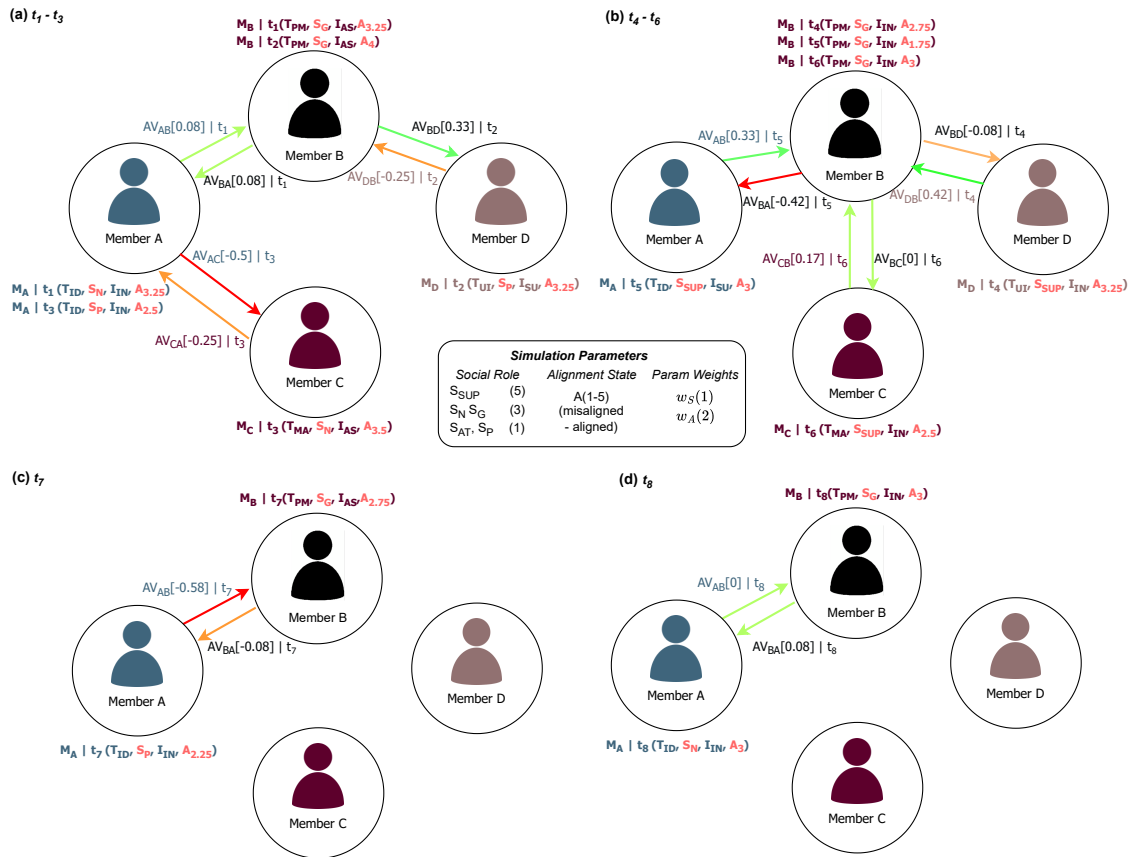 (a) t1 - t3
MB | t1(TPM, SG, IAS,A3.25)
MB | t2(TPM, SG, IAS, A4)
AVAB[0.08] | t1
AVBD[0.33] | t2
Member B
AVBA[0.08] | t1
AVDB[-0.25] | t2
Member A
Member D
AVAC[-0.5] | t3
MA | t1 (TID, SN, IIN, A3.25)
MA | t3 (TID, SP, IIN, A2.5)
MD | t2 (TUI, SP, ISU, A3.25)
AVCA[-0.25] | t3
Member C
MC | t3 (TMA, SN, IAS, A3.5)
(b) t4 - t6
MB | t4(TPM, SG, IIN, A2.75)
MB | t5(TPM, SG, IIN, A1.75)
MB | t6(TPM, SG, IIN, A3)
AVAB[0.33] | t5
AVBD[-0.08] | t4
Member B
AVBA[-0.42] | t5
AVDB[0.42] | t4
Member A
Member D
AVCB[0.17] | t6
AVBC[0] | t6
MA | t5 (TID, SSUP, ISU, A3)
MD | t4 (TUI, SSUP, IIN, A3.25)
Member C
MC | t6 (TMA, SSUP, IIN, A2.5)
Simulation Parameters
Social Role Alignment State Param Weights
SSUP (5) A(1-5) wS(1)
SN SG (3) (misaligned wA(2)
SAT, SP (1) - aligned)
(c) t7
MB | t7(TPM, SG, IAS,A2.75)
AVAB[-0.58] | t7
Member B
AVBA[-0.08] | t7
Member A
Member D
MA | t7 (TID, SP, IIN, A2.25)
Member C
(d) t8
MB | t8(TPM, SG, IIN, A3)
AVAB[0] | t8
Member B
AVBA[0.08] | t8
Member A
Member D
MA | t8 (TID, SN, IIN, A3)
Member C